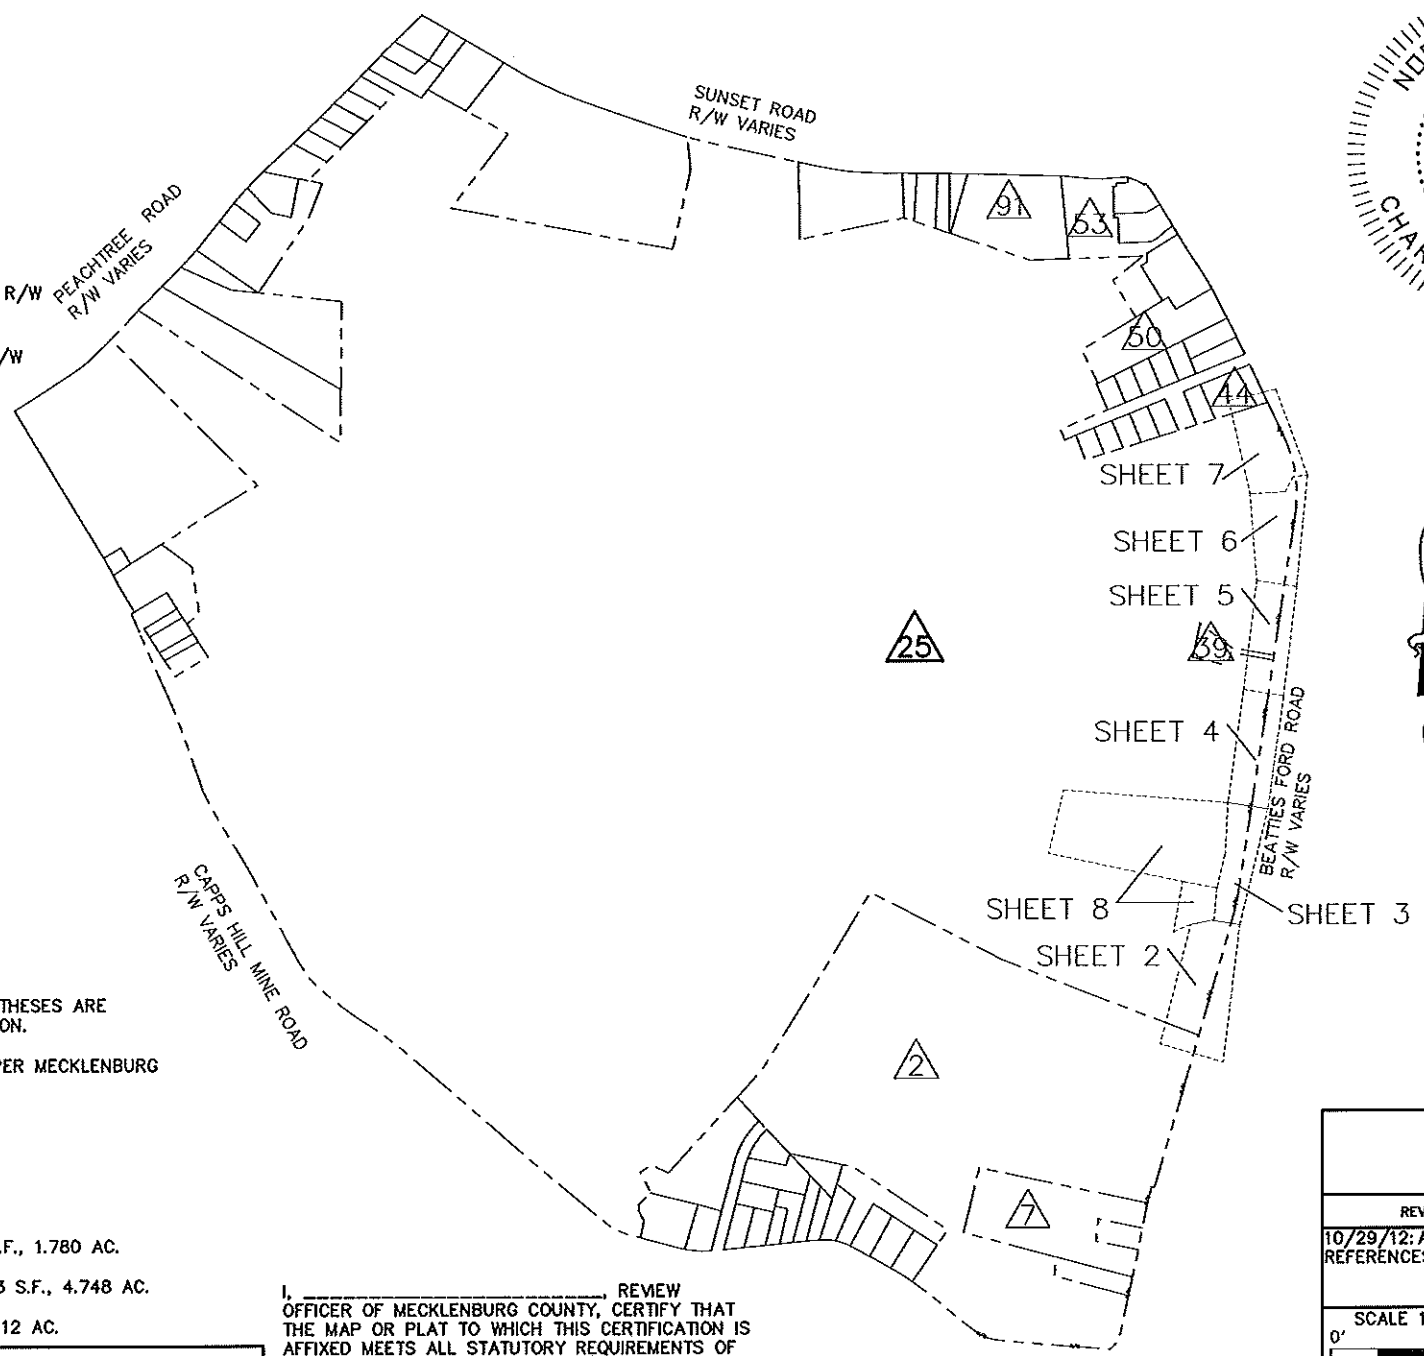 SUNSET ROAD
R/W VARIES
PEACHTREE ROAD
R/W VARIES
R/W
/W
91
53
50
44
SHEET 7
SHEET 6
SHEET 5
25
39
SHEET 4
BEATTIES FORD ROAD
R/W VARIES
SHEET 8
SHEET 3
SHEET 2
CAPPS HILL MINE ROAD
R/W VARIES
THESES ARE
ON.
PER MECKLENBURG
2
7
.F., 1.780 AC.
3 S.F., 4.748 AC.
12 AC.
I, ____________________, REVIEW
OFFICER OF MECKLENBURG COUNTY, CERTIFY THAT
THE MAP OR PLAT TO WHICH THIS CERTIFICATION IS
AFFIXED MEETS ALL STATUTORY REQUIREMENTS OF
CHAR
REV
10/29/12: A
REFERENCES
SCALE 1
0'